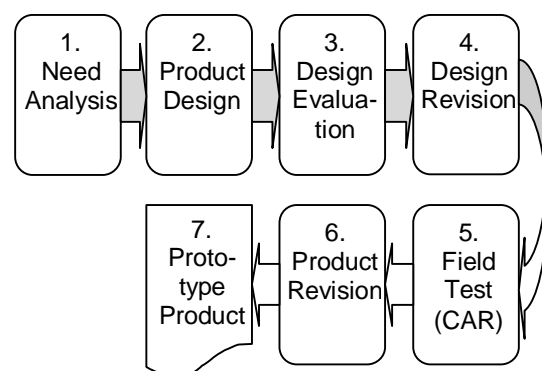 1.
Need
Analysis
2.
Product
Design
3.
Design
Evalua-
tion
4.
Design
Revision
5.
Field
Test
(CAR)
6.
Product
Revision
7.
Proto-
type
Product